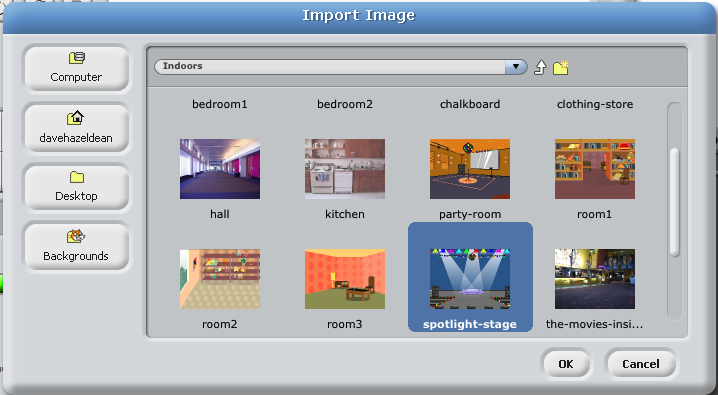 Import Image
Computer
davehazeldean
Desktop
Backgrounds
Indoors
bedroom1 bedroom2 chalkboard clothing-store
hall kitchen party-room room1
room2 room3 spotlight-stage the-movies-insi...
OK Cancel